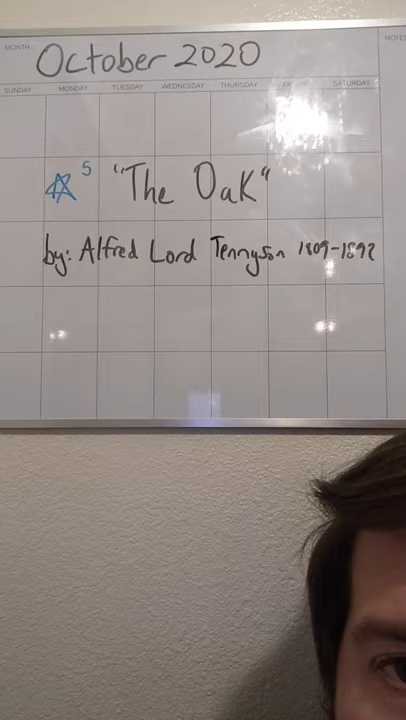 MONTH October 2020 NOTES
SUNDAY MONDAY TUESDAY WEDNESDAY THURSDAY SATURDAY
5 "The Oak"
by: Alfred Lord Tennyson 1809-1892